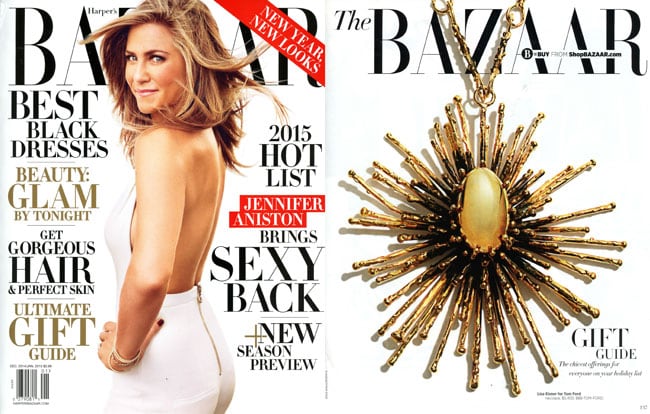 Harper's
BAZAAR
NEW YEAR,
NEW LOOKS
BEST
BLACK
DRESSES
BEAUTY:
GLAM
BY TONIGHT
GET
GORGEOUS
HAIR
& PERFECT SKIN
ULTIMATE
GIFT
GUIDE
2015
HOT
LIST
JENNIFER
ANISTON
BRINGS
SEXY
BACK
+NEW
SEASON
PREVIEW
The
BAZAAR
B BUY FROM ShopBAZAAR.com
GIFT
GUIDE
The chicest offerings for
everyone on your holiday list